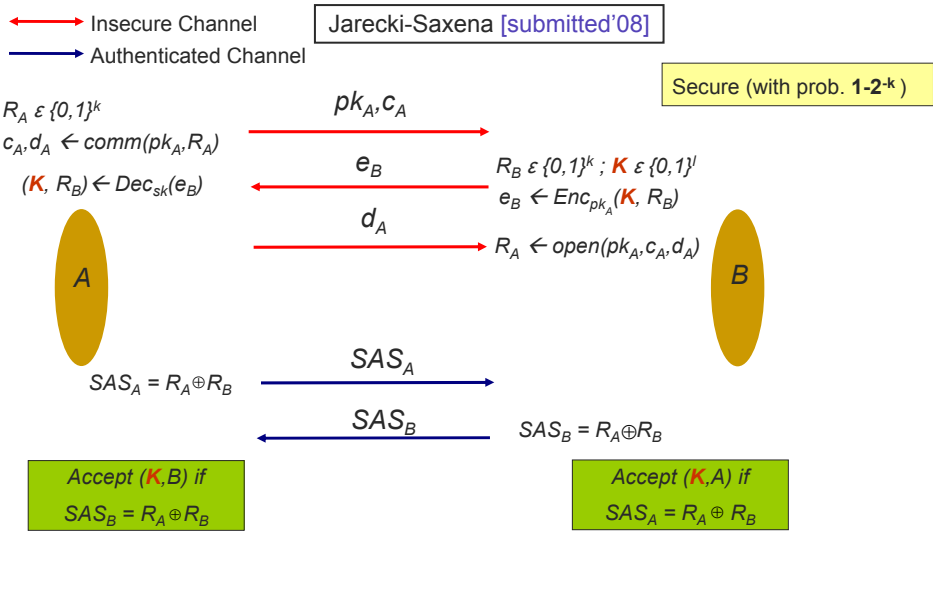 Insecure Channel
Jarecki-Saxena [submitted'08]
Authenticated Channel
Secure (with prob. 1-2-k )
RA ε {0,1}k
pkA,cA
cA,dA ← comm(pkA,RA)
eB
RB ε {0,1}k ; K ε {0,1}l
(K, RB)← Decsk(eB)
eB ← EncpkA(K, RB)
dA
RA ← open(pkA,cA,dA)
A
B
SASA
SASA = RA⊕RB
SASB
SASB = RA⊕RB
Accept (K,B) if
SASB = RA ⊕ RB
Accept (K,A) if
SASA = RA ⊕ RB